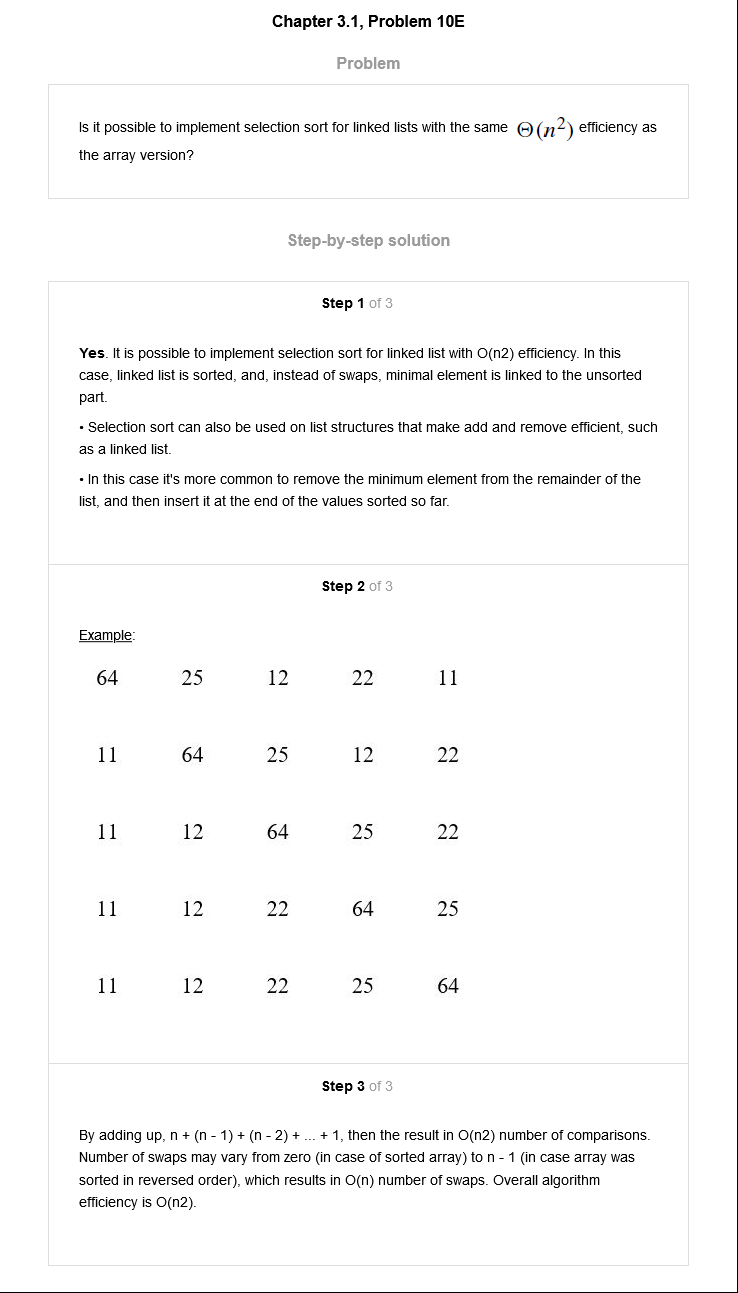 Chapter 3.1, Problem 10E
Problem
Is it possible to implement selection sort for linked lists with the same Θ(n²) efficiency as
the array version?
Step-by-step solution
Step 1 of 3
Yes. It is possible to implement selection sort for linked list with O(n2) efficiency. In this
case, linked list is sorted, and, instead of swaps, minimal element is linked to the unsorted
part.
• Selection sort can also be used on list structures that make add and remove efficient, such
as a linked list.
• In this case it's more common to remove the minimum element from the remainder of the
list, and then insert it at the end of the values sorted so far.
Step 2 of 3
Example:
64 25 12 22 11
11 64 25 12 22
11 12 64 25 22
11 12 22 64 25
11 12 22 25 64
Step 3 of 3
By adding up, n + (n - 1) + (n - 2) + ... + 1, then the result in O(n2) number of comparisons.
Number of swaps may vary from zero (in case of sorted array) to n - 1 (in case array was
sorted in reversed order), which results in O(n) number of swaps. Overall algorithm
efficiency is O(n2).